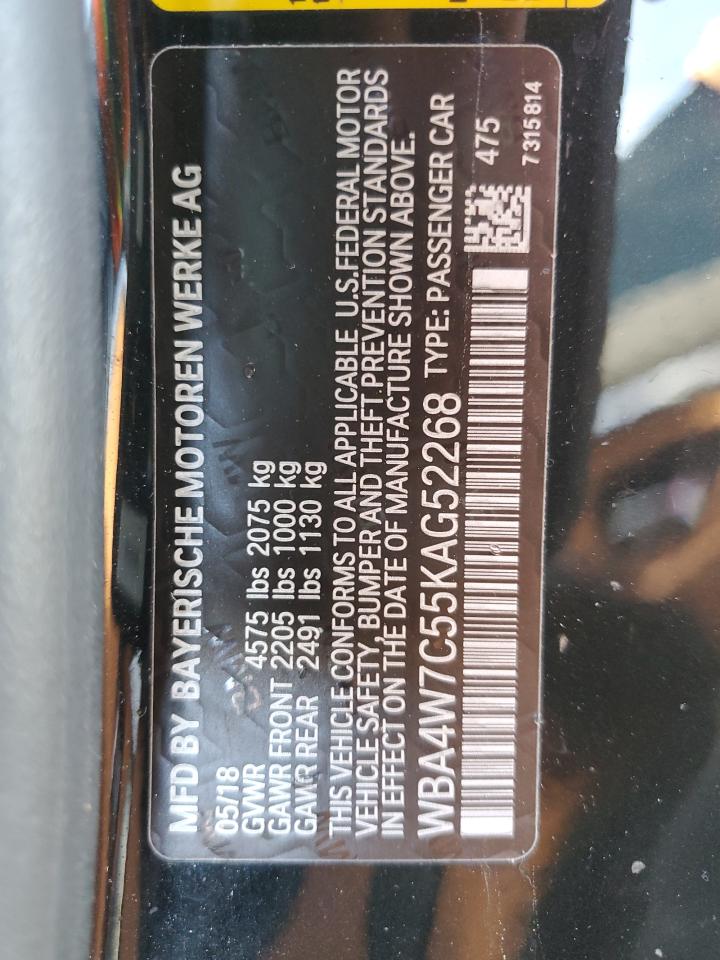 MFD BY BAYERISCHE MOTOREN WERKE AG
05/18
GVWR 4575 lbs 2075 kg
GAWR FRONT 2205 lbs 1000 kg
GAWR REAR 2491 lbs 1130 kg
THIS VEHICLE CONFORMS TO ALL APPLICABLE U.S.FEDERAL MOTOR
VEHICLE SAFETY, BUMPER AND THEFT PREVENTION STANDARDS
IN EFFECT ON THE DATE OF MANUFACTURE SHOWN ABOVE.
WBA4W7C55KAG52268 TYPE: PASSENGER CAR
475
7315814